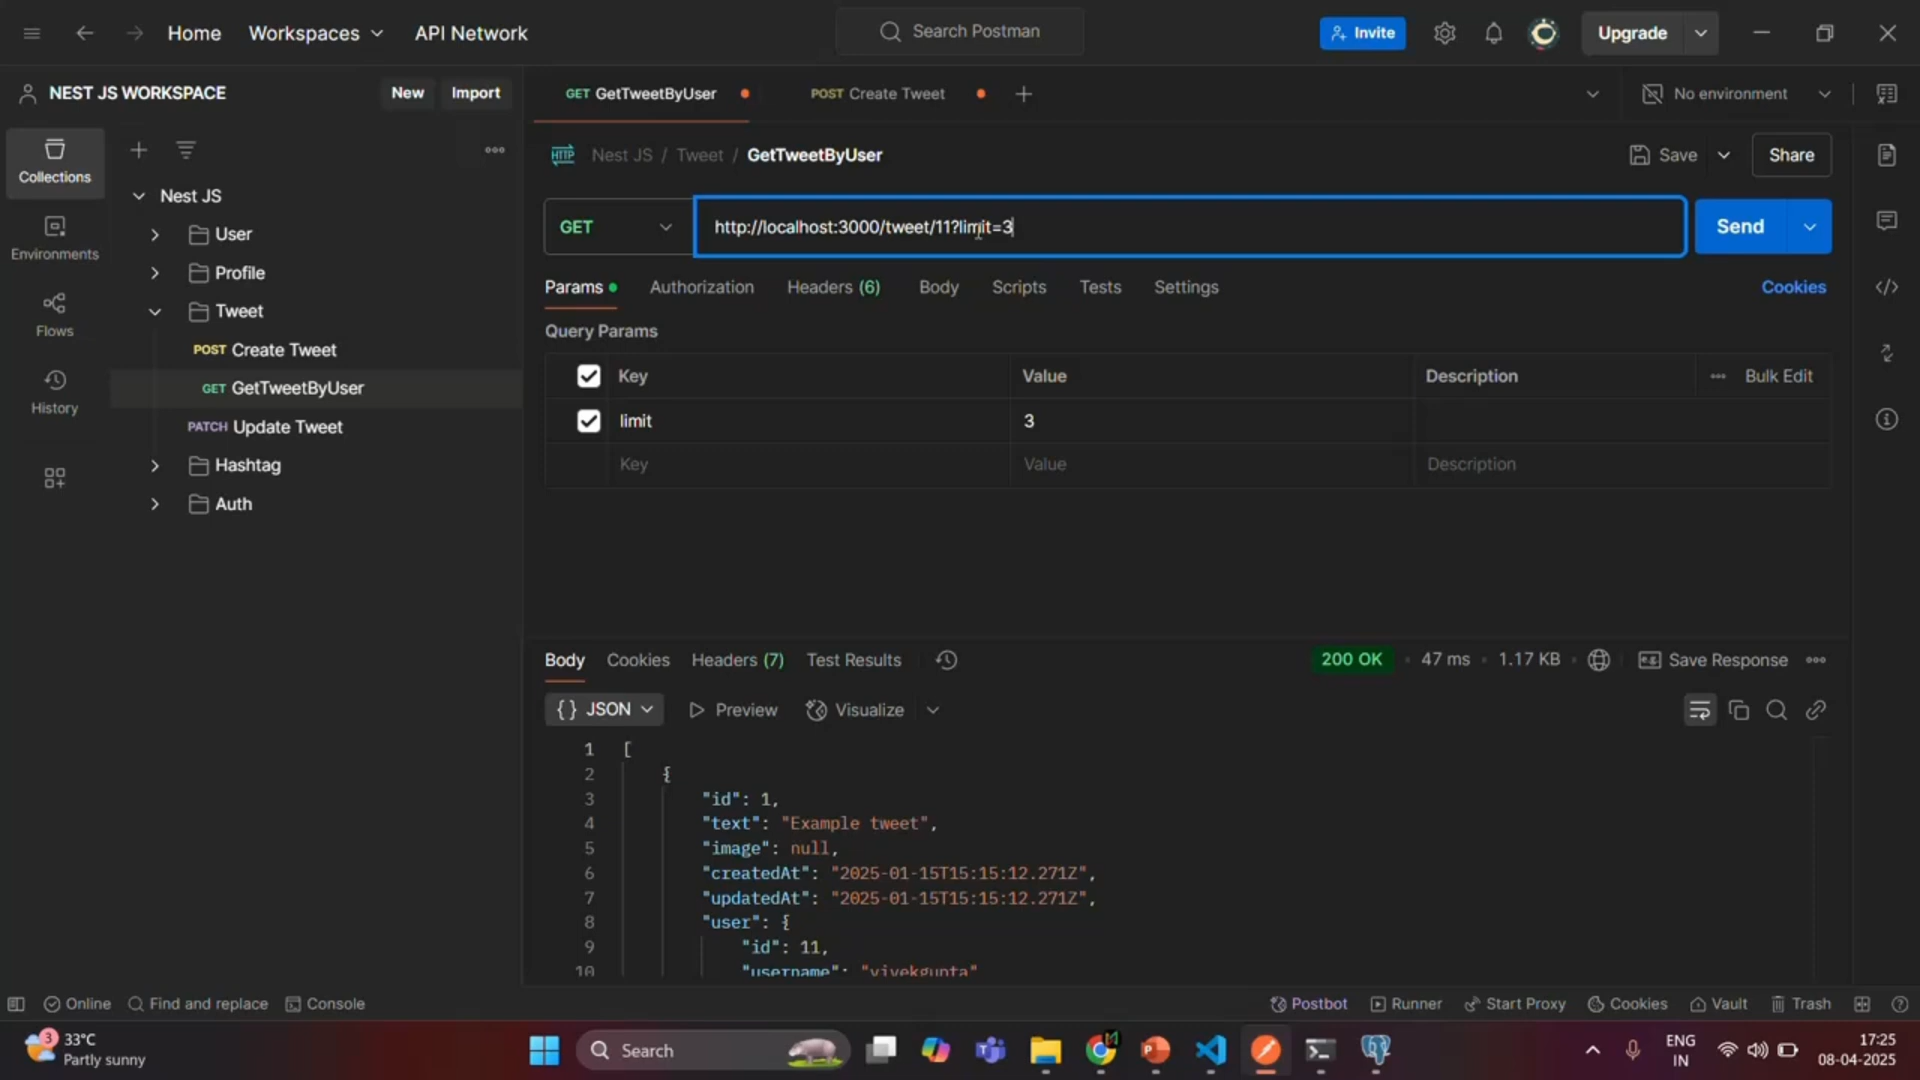 Home
Workspaces
API Network
Search Postman
Invite
Upgrade
NEST JS WORKSPACE
New
Import
GET GetTweetByUser
POST Create Tweet
No environment
Collections
Environments
Flows
History
Nest JS
User
Profile
Tweet
POST Create Tweet
GET GetTweetByUser
PATCH Update Tweet
Hashtag
Auth
HTTP
Nest JS / Tweet / GetTweetByUser
Save
Share
GET
http://localhost:3000/tweet/11?limit=3
Send
Params
Authorization
Headers (6)
Body
Scripts
Tests
Settings
Cookies
Query Params
Key
Value
Description
Bulk Edit
limit
3
Key
Value
Description
Body
Cookies
Headers (7)
Test Results
200 OK
47 ms
1.17 KB
e.g.
Save Response
{} JSON
Preview
Visualize
1 [
2 {
3 "id": 1,
4 "text": "Example tweet",
5 "image": null,
6 "createdAt": "2025-01-15T15:15:12.271Z",
7 "updatedAt": "2025-01-15T15:15:12.271Z",
8 "user": {
9 "id": 11,
10 "username": "vivekgupta"
Online
Find and replace
Console
Postbot
Runner
Start Proxy
Cookies
Vault
Trash
3
33°C
Partly sunny
Search
ENG
IN
17:25
08-04-2025